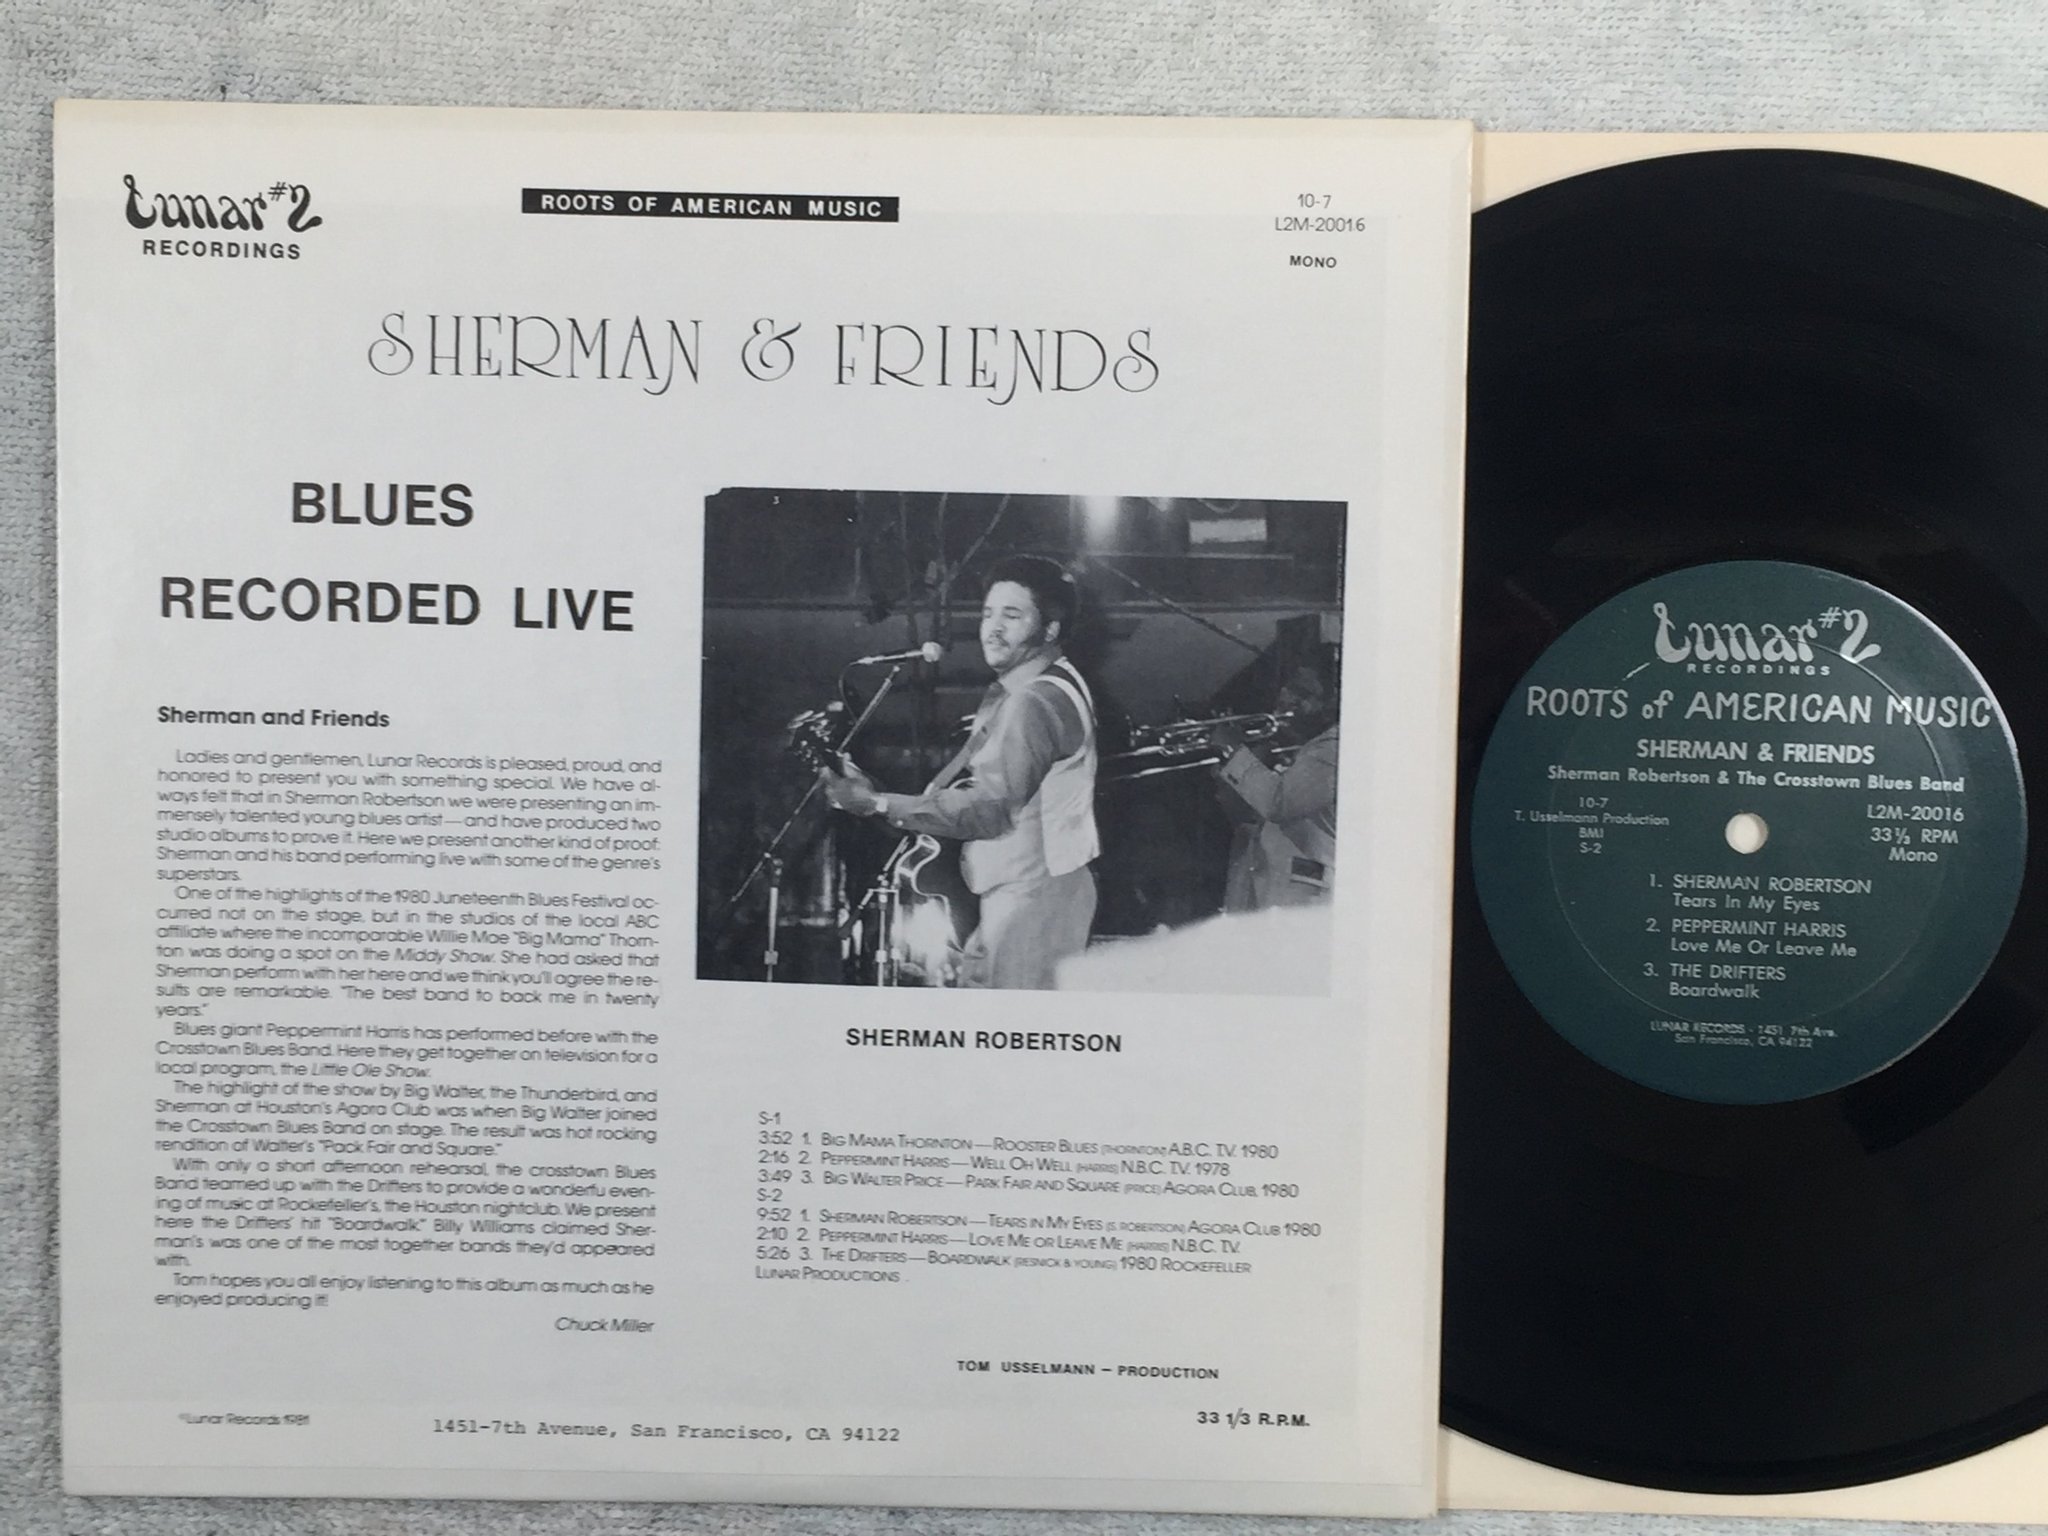 Lunar #2
RECORDINGS
ROOTS OF AMERICAN MUSIC
10-7
L2M-20016
MONO
SHERMAN & FRIENDS
BLUES
RECORDED LIVE
Sherman and Friends
Ladies and gentlemen, Lunar Records is pleased, proud, and
honored to present you with something special. We have al-
ways felt that in Sherman Robertson we were presenting an im-
mensely talented young blues artist—and have produced two
studio albums to prove it. Here we present another kind of proof:
Sherman and his band performing live with some of the genre's
superstars.
One of the highlights of the 1980 Juneteenth Blues Festival oc-
curred not on the stage, but in the studios of the local ABC
affiliate where the incomparable Willie Mae "Big Mama" Thorn-
ton was doing a spot on the Middy Show. She had asked that
Sherman perform with her here and we think you'll agree the re-
sults are remarkable. "The best band to back me in twenty
years."
Blues giant Peppermint Harris has performed before with the
Crosstown Blues Band. Here they get together on television for a
local program, the Little Ole Show.
The highlight of the show by Big Walter, the Thunderbird, and
Sherman at Houston's Agora Club was when Big Walter joined
the Crosstown Blues Band on stage. The result was hot rocking
rendition of Walter's "Pack Fair and Square."
With only a short afternoon rehearsal, the crosstown Blues
Band teamed up with the Drifters to provide a wonderfu even-
ing of music at Rockefeller's, the Houston nightclub. We present
here the Drifters' hit "Boardwalk." Billy Williams claimed Sher-
man's was one of the most together bands they'd appeared
with.
Tom hopes you all enjoy listening to this album as much as he
enjoyed producing it!
Chuck Miller
3
SHERMAN ROBERTSON
S-1
3:52 1. BIG MAMA THORNTON—ROOSTER BLUES (THORNTON) A.B.C. T.V. 1980
2:16 2. PEPPERMINT HARRIS—WELL OH WELL (HARRIS) N.B.C. T.V. 1978
3:49 3. BIG WALTER PRICE—PARK FAIR AND SQUARE (PRICE) AGORA CLUB, 1980
S-2
9:52 1. SHERMAN ROBERTSON—TEARS IN MY EYES (S. ROBERTSON) AGORA CLUB 1980
2:10 2. PEPPERMINT HARRIS—LOVE ME OR LEAVE ME (HARRIS) N.B.C. T.V.
5:26 3. THE DRIFTERS—BOARDWALK (RESNICK & YOUNG) 1980 ROCKEFELLER
LUNAR PRODUCTIONS .
TOM USSELMANN – PRODUCTION
©Lunar Records 1981
1451-7th Avenue, San Francisco, CA 94122
33 1/3 R.P.M.
Lunar #2
RECORDINGS
ROOTS of AMERICAN MUSIC
SHERMAN & FRIENDS
Sherman Robertson & The Crosstown Blues Band
10-7
T. Usselmann Production
BMI
S-2
L2M-20016
33⅓ RPM
Mono
1. SHERMAN ROBERTSON
Tears In My Eyes
2. PEPPERMINT HARRIS
Love Me Or Leave Me
3. THE DRIFTERS
Boardwalk
LUNAR RECORDS - 1451 7th Ave.
San Francisco, CA 94122